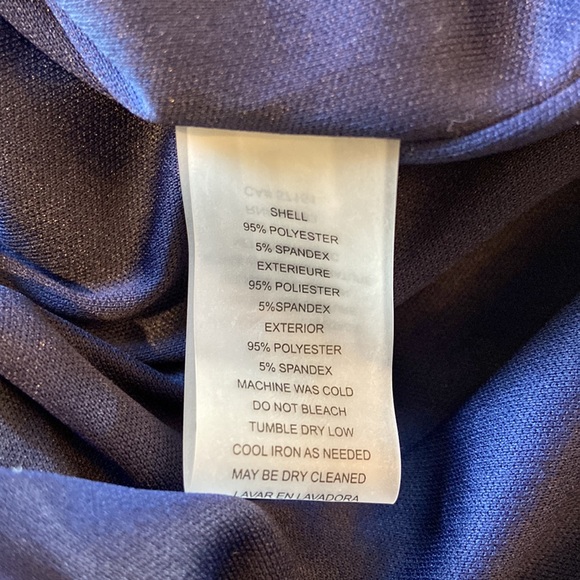 SHELL
95% POLYESTER
5% SPANDEX
EXTERIEURE
95% POLIESTER
5%SPANDEX
EXTERIOR
95% POLYESTER
5% SPANDEX
MACHINE WAS COLD
DO NOT BLEACH
TUMBLE DRY LOW
COOL IRON AS NEEDED
MAY BE DRY CLEANED
LAVAR EN LAVADORA